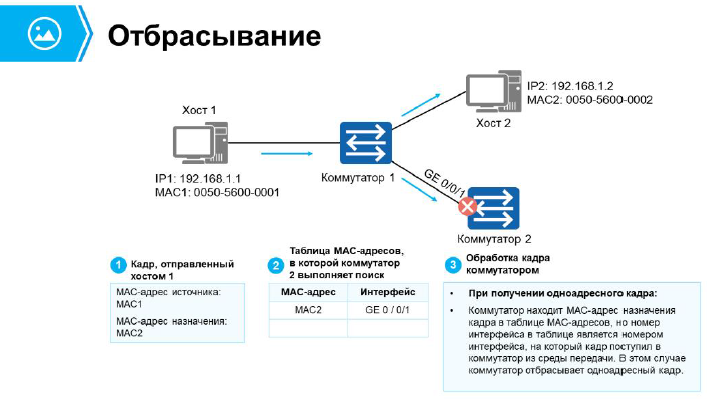 Отбрасывание
Хост 1
IP1: 192.168.1.1
MAC1: 0050-5600-0001
Коммутатор 1
IP2: 192.168.1.2
MAC2: 0050-5600-0002
Хост 2
GE 0/0/1
Коммутатор 2
1 Кадр, отправленный
хостом 1
MAC-адрес источника:
MAC1
MAC-адрес назначения:
MAC2
2 Таблица MAC-адресов,
в которой коммутатор
2 выполняет поиск
MAC-адрес Интерфейс
MAC2 GE 0 / 0/1
3 Обработка кадра
коммутатором
• При получении одноадресного кадра:
• Коммутатор находит MAC-адрес назначения
кадра в таблице MAC-адресов, но номер
интерфейса в таблице является номером
интерфейса, на который кадр поступил в
коммутатор из среды передачи. В этом случае
коммутатор отбрасывает одноадресный кадр.